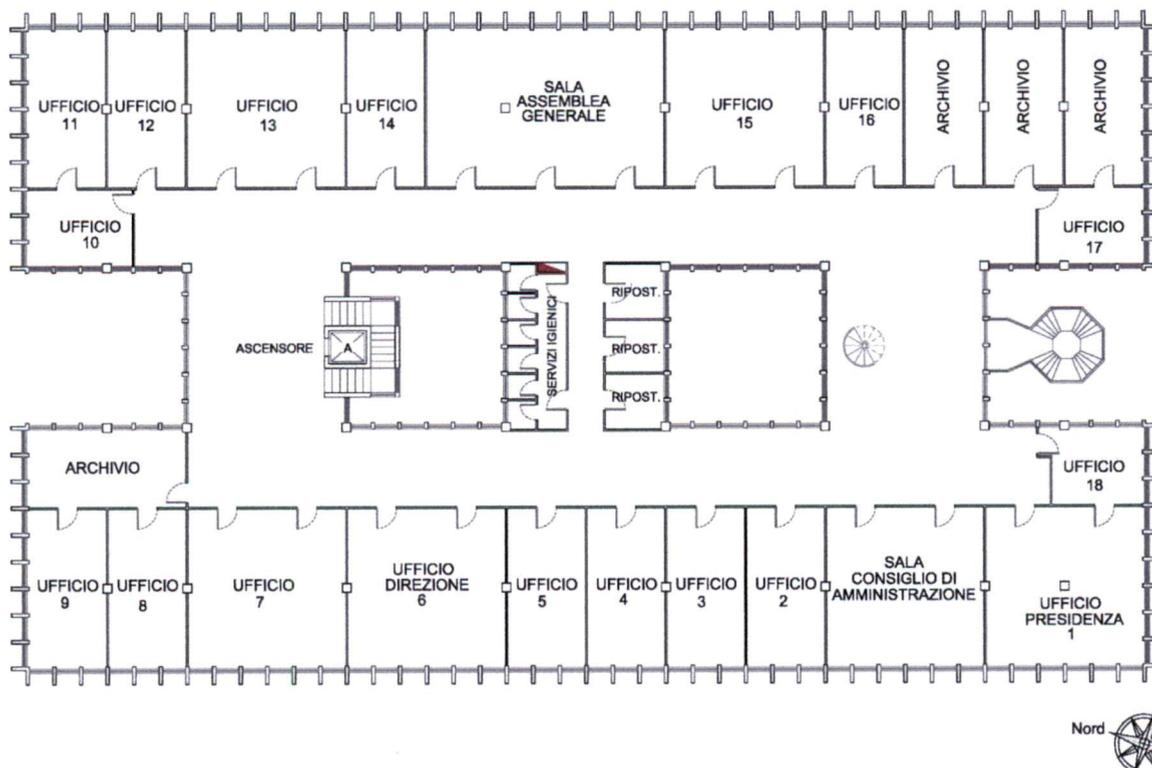 UFFICIO
11
UFFICIO
12
UFFICIO
13
UFFICIO
14
SALA
ASSEMBLEA
GENERALE
UFFICIO
15
UFFICIO
16
ARCHIVIO
ARCHIVIO
ARCHIVIO
UFFICIO
10
UFFICIO
17
ASCENSORE
A
SERVIZI IGIENICI
RIPOST.
RIPOST.
RIPOST.
ARCHIVIO
UFFICIO
18
UFFICIO
9
UFFICIO
8
UFFICIO
7
UFFICIO
DIREZIONE
6
UFFICIO
5
UFFICIO
4
UFFICIO
3
UFFICIO
2
SALA
CONSIGLIO DI
AMMINISTRAZIONE
UFFICIO
PRESIDENZA
1
Nord